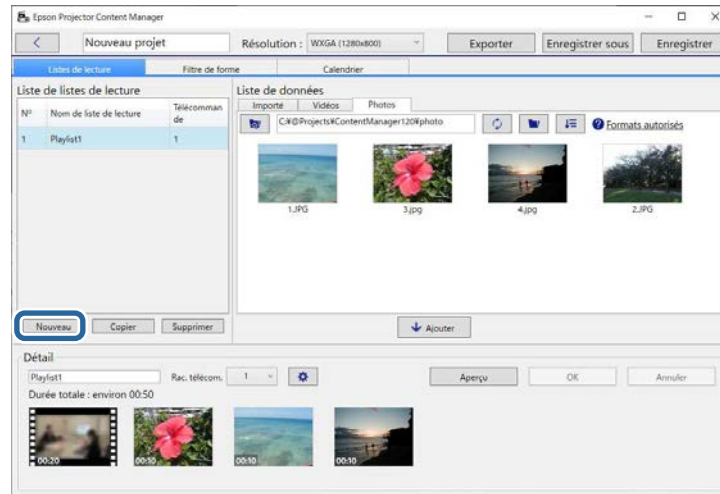 Epson Projector Content Manager
Nouveau projet
Résolution : WXGA (1280x800)
Exporter
Enregistrer sous
Enregistrer
Listes de lecture
Filtre de forme
Calendrier
Liste de listes de lecture
Nº
Nom de liste de lecture
Télécomman
de
1
Playlist1
1
Nouveau
Copier
Supprimer
Liste de données
Importé
Vidéos
Photos
C:¥@Projects¥ContentManager120¥photo
Formats autorisés
1.JPG
3.jpg
4.jpg
2.JPG
Ajouter
Détail
Playlist1
Rac. télécom.
1
Aperçu
OK
Annuler
Durée totale : environ 00:50
00:20
00:10
00:10
00:10